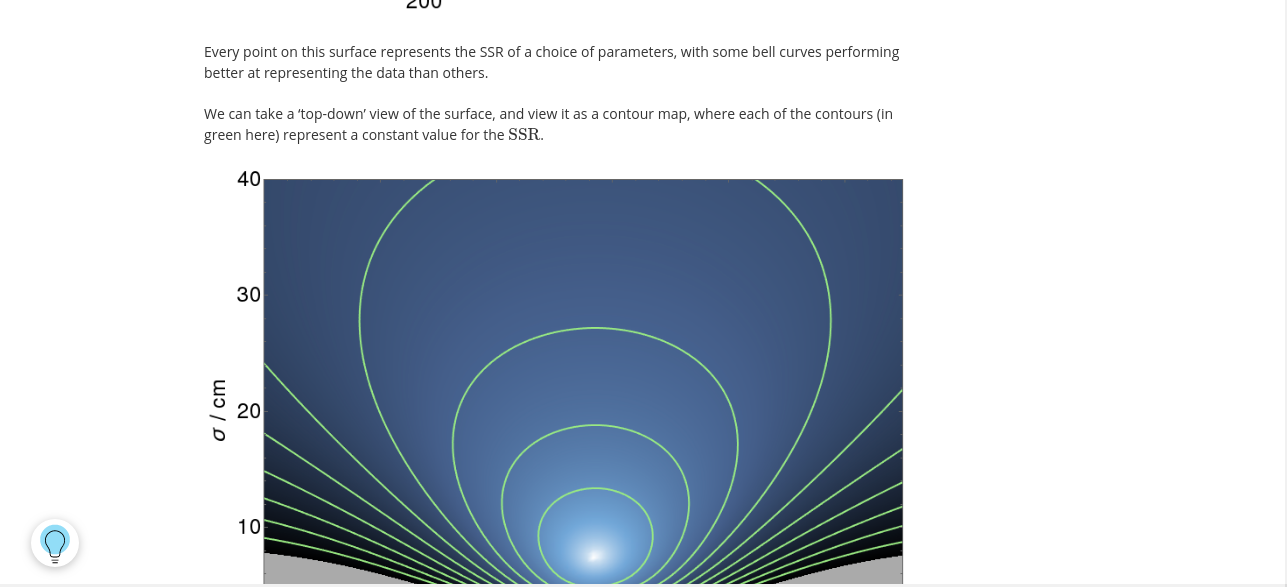 200
Every point on this surface represents the SSR of a choice of parameters, with some bell curves performing
better at representing the data than others.
We can take a ‘top-down’ view of the surface, and view it as a contour map, where each of the contours (in
green here) represent a constant value for the SSR.
40
30
σ / cm
20
10